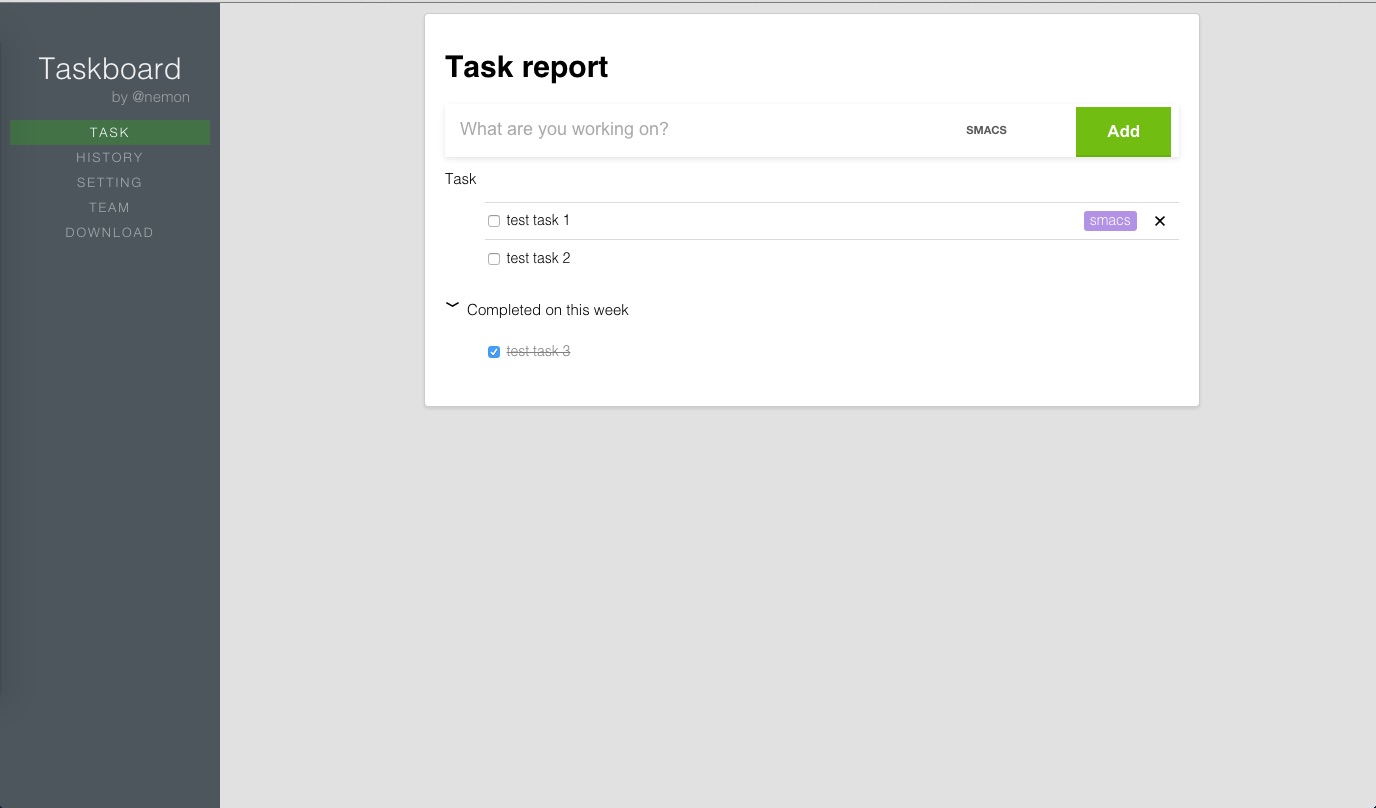 Taskboard
by @nemon
TASK
HISTORY
SETTING
TEAM
DOWNLOAD
Task report
What are you working on? SMACS Add
Task
test task 1 smacs
test task 2
Completed on this week
test task 3